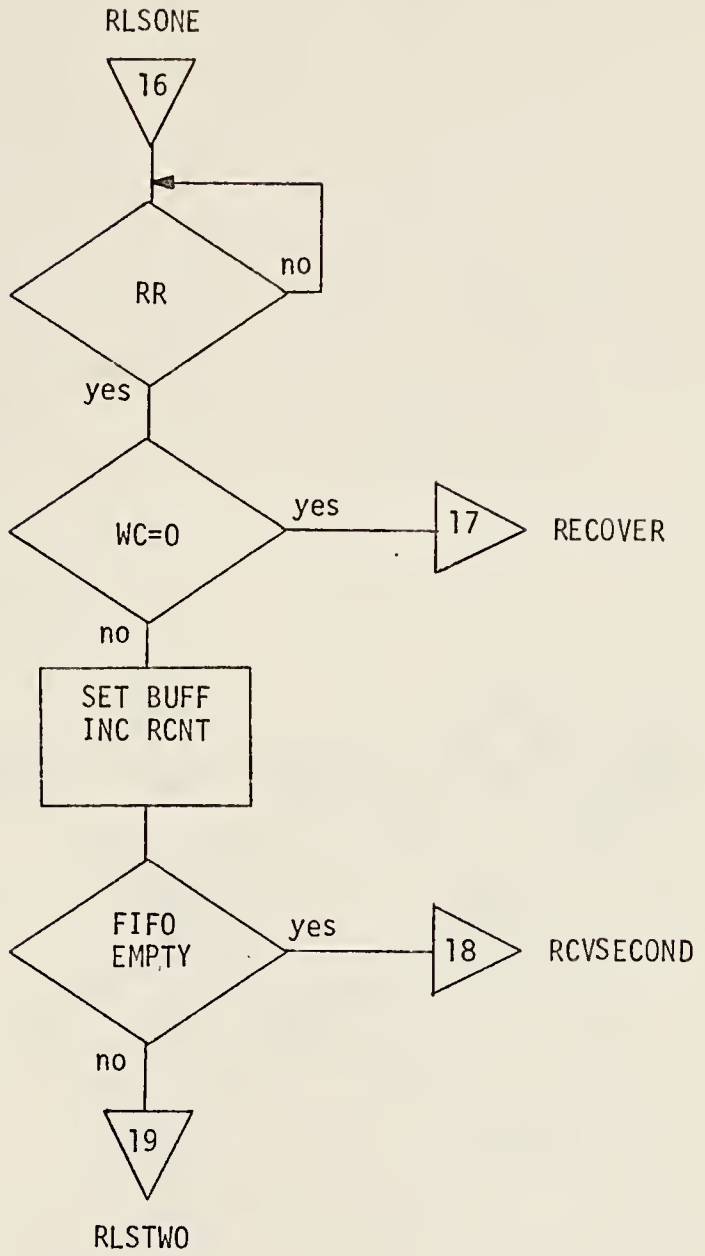 RLSONE
16
no
RR
yes
WC=0
yes
17
RECOVER
no
SET BUFF
INC RCNT
FIFO
EMPTY
yes
18
RCVSECOND
no
19
RLSTWO